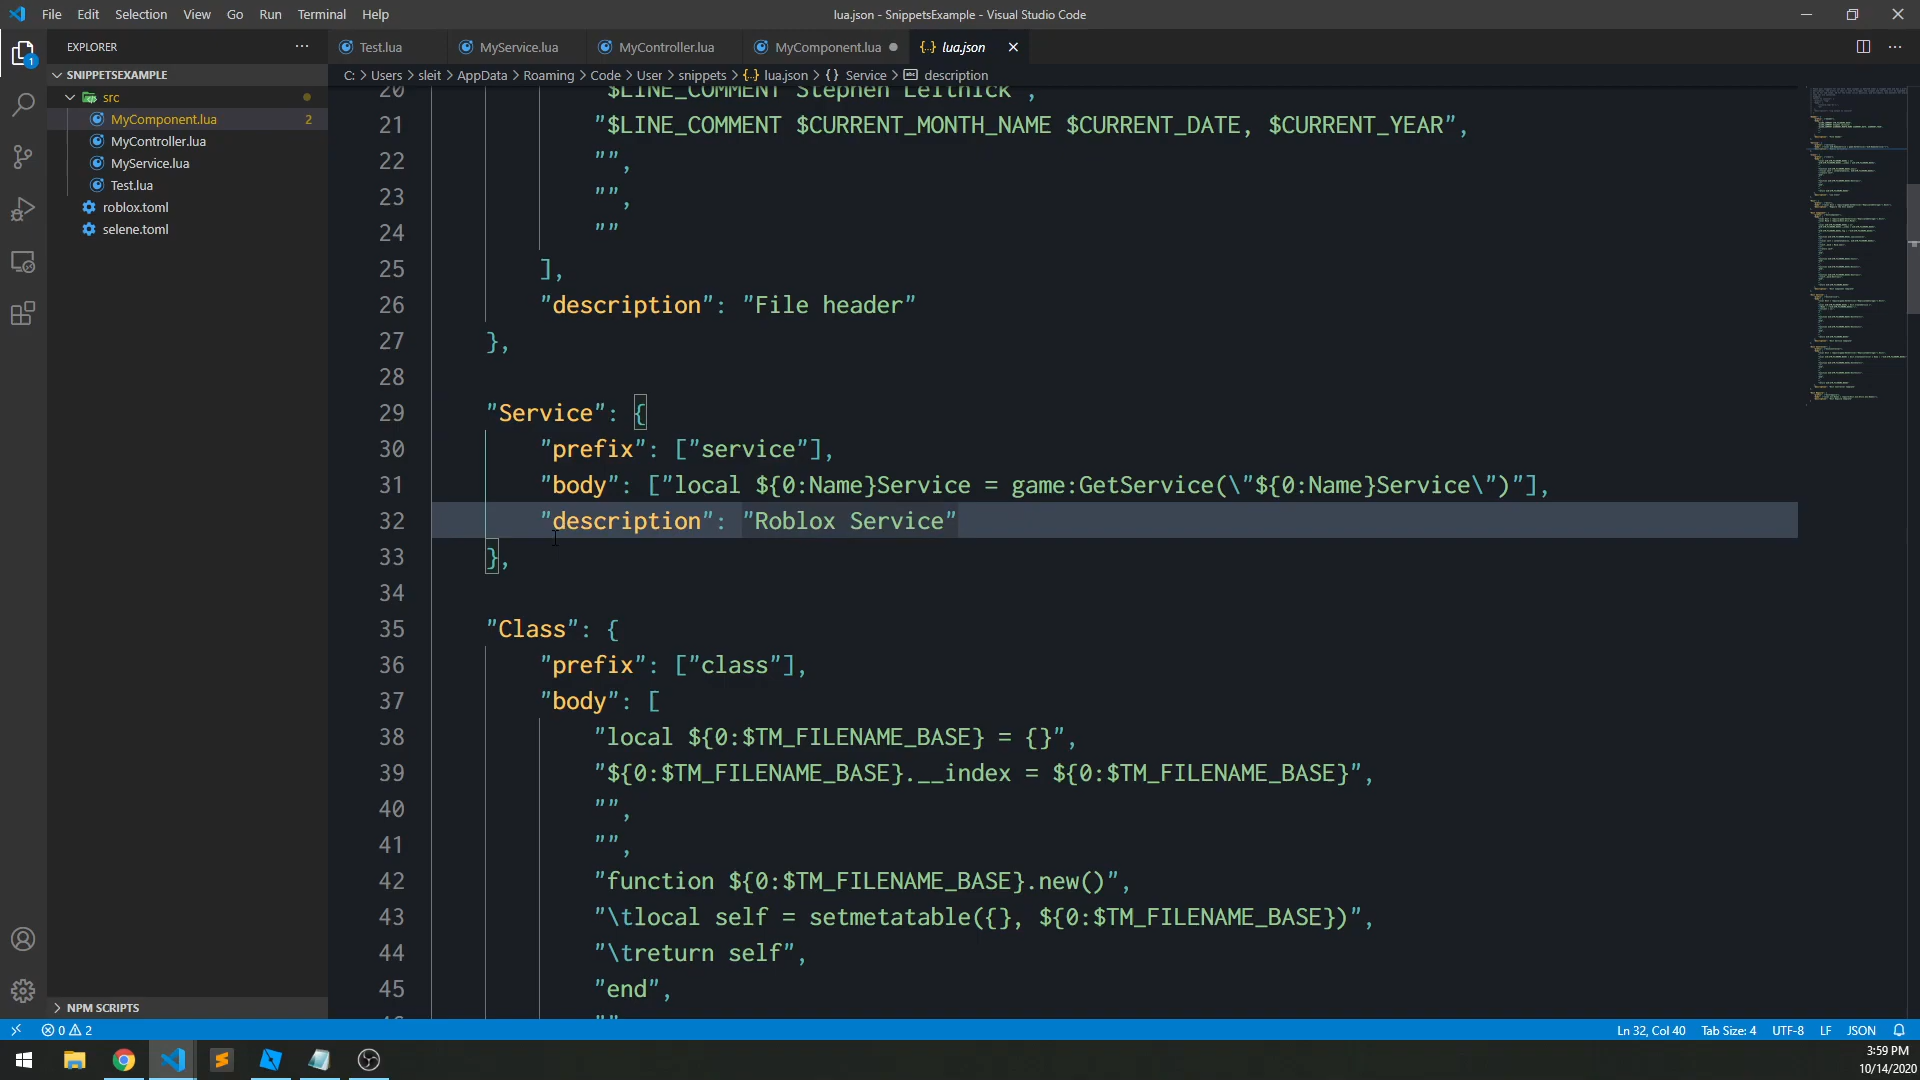 File Edit Selection View Go Run Terminal Help
lua.json - SnippetsExample - Visual Studio Code
EXPLORER
Test.lua MyService.lua MyController.lua MyComponent.lua lua.json
SNIPPETSEXAMPLE
C: > Users > sleit > AppData > Roaming > Code > User > snippets > {··} lua.json > {} Service > abc description
src
MyComponent.lua 2
MyController.lua
MyService.lua
Test.lua
roblox.toml
selene.toml
20 "$LINE_COMMENT Stephen Leitnick",
21 "$LINE_COMMENT $CURRENT_MONTH_NAME $CURRENT_DATE, $CURRENT_YEAR",
22 "",
23 "",
24 ""
25 ],
26 "description": "File header"
27 },
28
29 "Service": {
30 "prefix": ["service"],
31 "body": ["local ${0:Name}Service = game:GetService(\"${0:Name}Service\")"],
32 "description": "Roblox Service"
33 },
34
35 "Class": {
36 "prefix": ["class"],
37 "body": [
38 "local ${0:$TM_FILENAME_BASE} = {}",
39 "${0:$TM_FILENAME_BASE}.__index = ${0:$TM_FILENAME_BASE}",
40 "",
41 "",
42 "function ${0:$TM_FILENAME_BASE}.new()",
43 "\tlocal self = setmetatable({}, ${0:$TM_FILENAME_BASE})",
44 "\treturn self",
45 "end",
NPM SCRIPTS
0 2
Ln 32, Col 40 Tab Size: 4 UTF-8 LF JSON
3:59 PM
10/14/2020